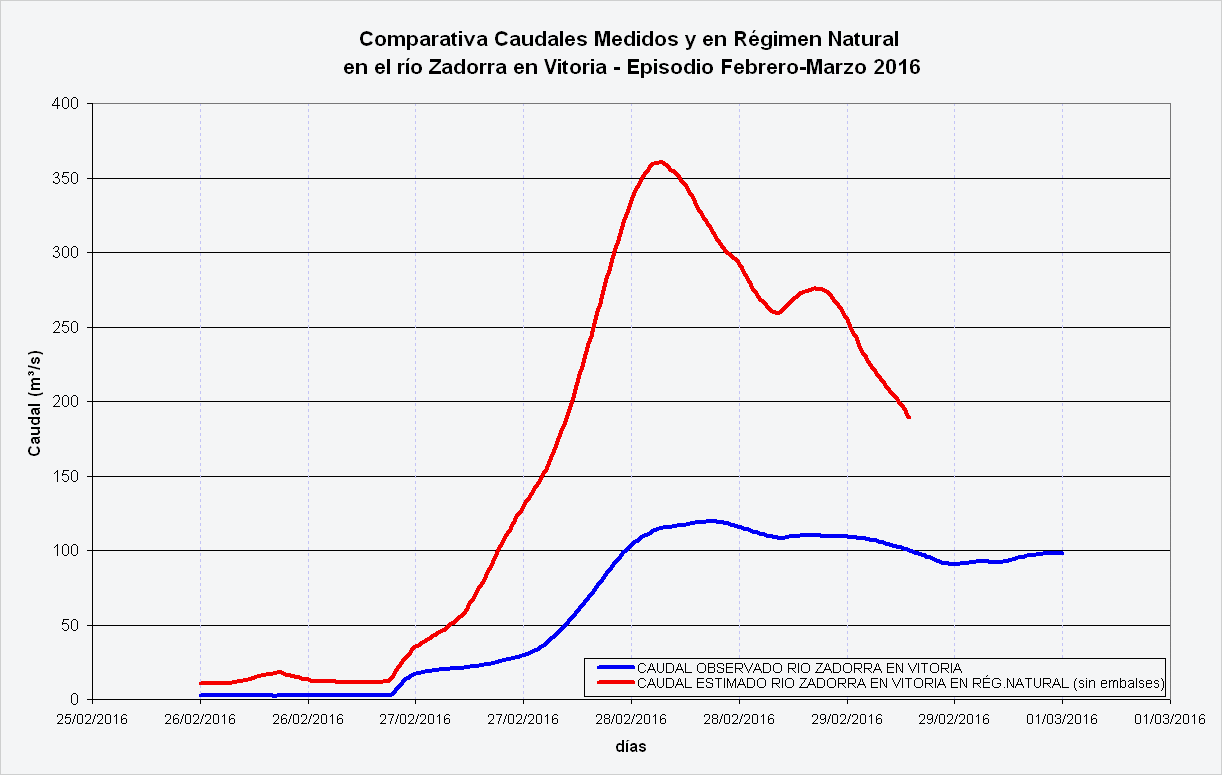 Comparativa Caudales Medidos y en Régimen Natural
en el río Zadorra en Vitoria - Episodio Febrero-Marzo 2016
400
350
300
250
200
150
100
50
0
Caudal (m³/s)
CAUDAL OBSERVADO RIO ZADORRA EN VITORIA
CAUDAL ESTIMADO RIO ZADORRA EN VITORIA EN RÉG NATURAL (sin embalses)
25/02/2016 26/02/2016 26/02/2016 27/02/2016 27/02/2016 28/02/2016 28/02/2016 29/02/2016 29/02/2016 01/03/2016 01/03/2016
días